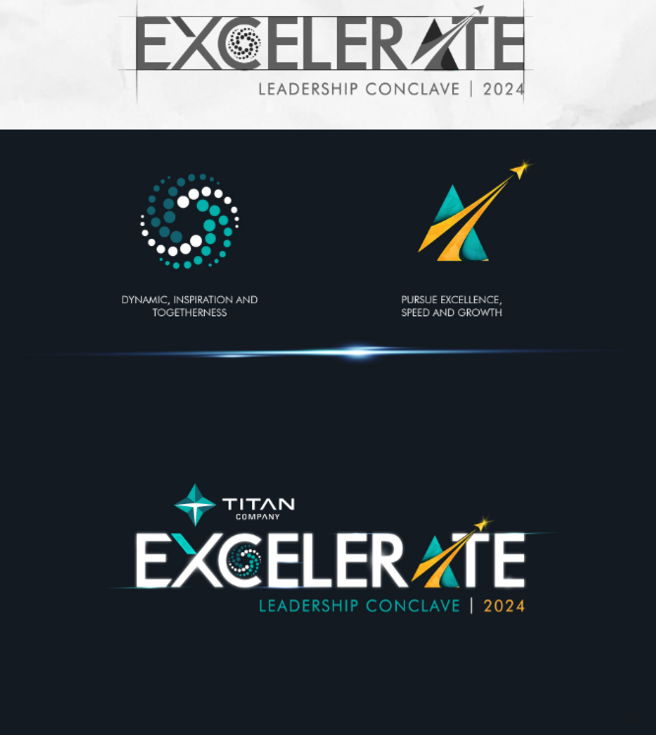 EXCELERATE
LEADERSHIP CONCLAVE | 2024
DYNAMIC, INSPIRATION AND
TOGETHERNESS
PURSUE EXCELLENCE,
SPEED AND GROWTH
TITAN
COMPANY
EXCELERATE
LEADERSHIP CONCLAVE | 2024